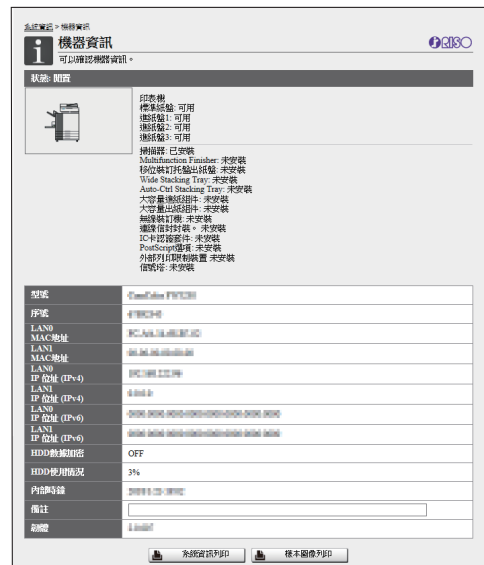 系統資訊 > 機器資訊
機器資訊
RISO
可以確認機器資訊。
狀態: 閒置
印表機
標準紙盤: 可用
進紙盤1: 可用
進紙盤2: 可用
進紙盤3: 可用
掃描器: 已安裝
Multifunction Finisher: 未安裝
移位裝訂托盤出紙盤: 未安裝
Wide Stacking Tray: 未安裝
Auto-Ctrl Stacking Tray: 未安裝
大容量進紙組件: 未安裝
大容量出紙組件: 未安裝
無線裝訂機: 未安裝
連線信封封裝。 未安裝
IC卡認證套件: 未安裝
PostScript選項: 未安裝
外部列印限制裝置 未安裝
信號塔: 未安裝
型號
序號
LAN0
MAC地址
LAN1
MAC地址
LAN0
IP 位址 (IPv4)
LAN1
IP 位址 (IPv4)
LAN0
IP 位址 (IPv6)
LAN1
IP 位址 (IPv6)
HDD數據加密 OFF
HDD使用情況 3%
內部時鐘
備註
韌體
系統資訊列印 樣本圖像列印